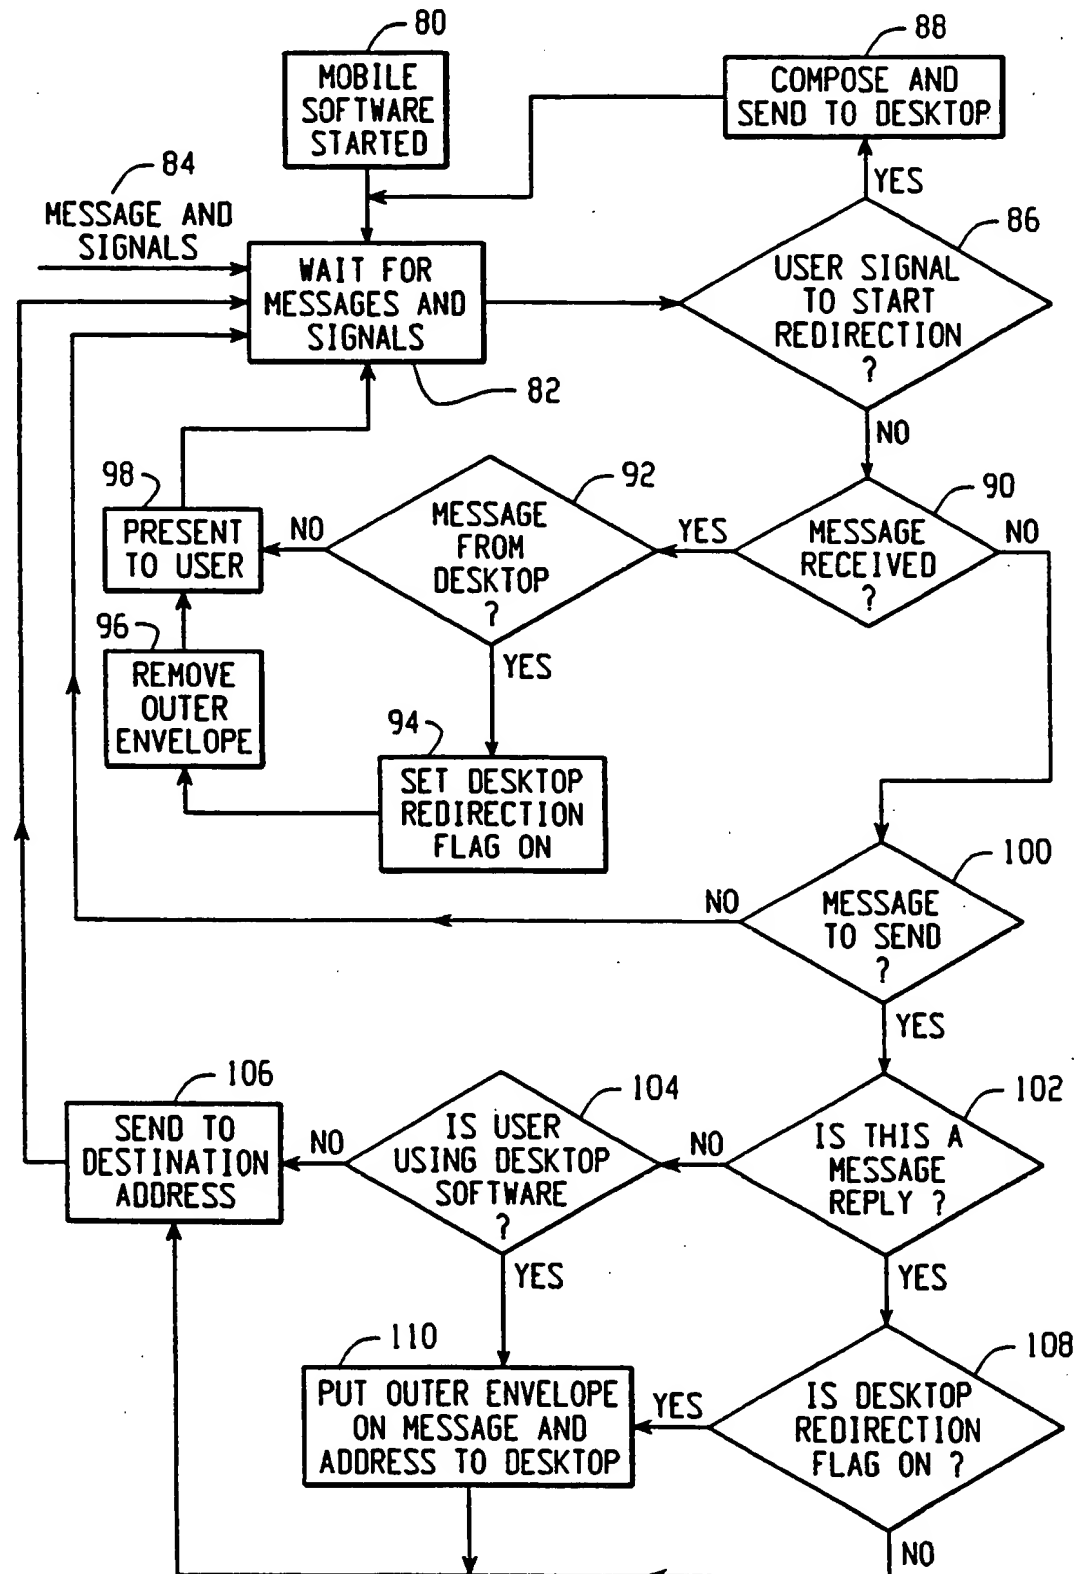 80
MOBILE
SOFTWARE
STARTED
88
COMPOSE AND
SEND TO DESKTOP
YES
84
MESSAGE AND
SIGNALS
WAIT FOR
MESSAGES AND
SIGNALS
82
86
USER SIGNAL
TO START
REDIRECTION
?
NO
90
MESSAGE
RECEIVED
?
NO
YES
92
MESSAGE
FROM
DESKTOP
?
NO
YES
98
PRESENT
TO USER
96
REMOVE
OUTER
ENVELOPE
94
SET DESKTOP
REDIRECTION
FLAG ON
100
MESSAGE
TO SEND
?
NO
YES
102
IS THIS A
MESSAGE
REPLY ?
NO
YES
104
IS USER
USING DESKTOP
SOFTWARE
?
NO
YES
106
SEND TO
DESTINATION
ADDRESS
108
IS DESKTOP
REDIRECTION
FLAG ON ?
YES
NO
110
PUT OUTER ENVELOPE
ON MESSAGE AND
ADDRESS TO DESKTOP